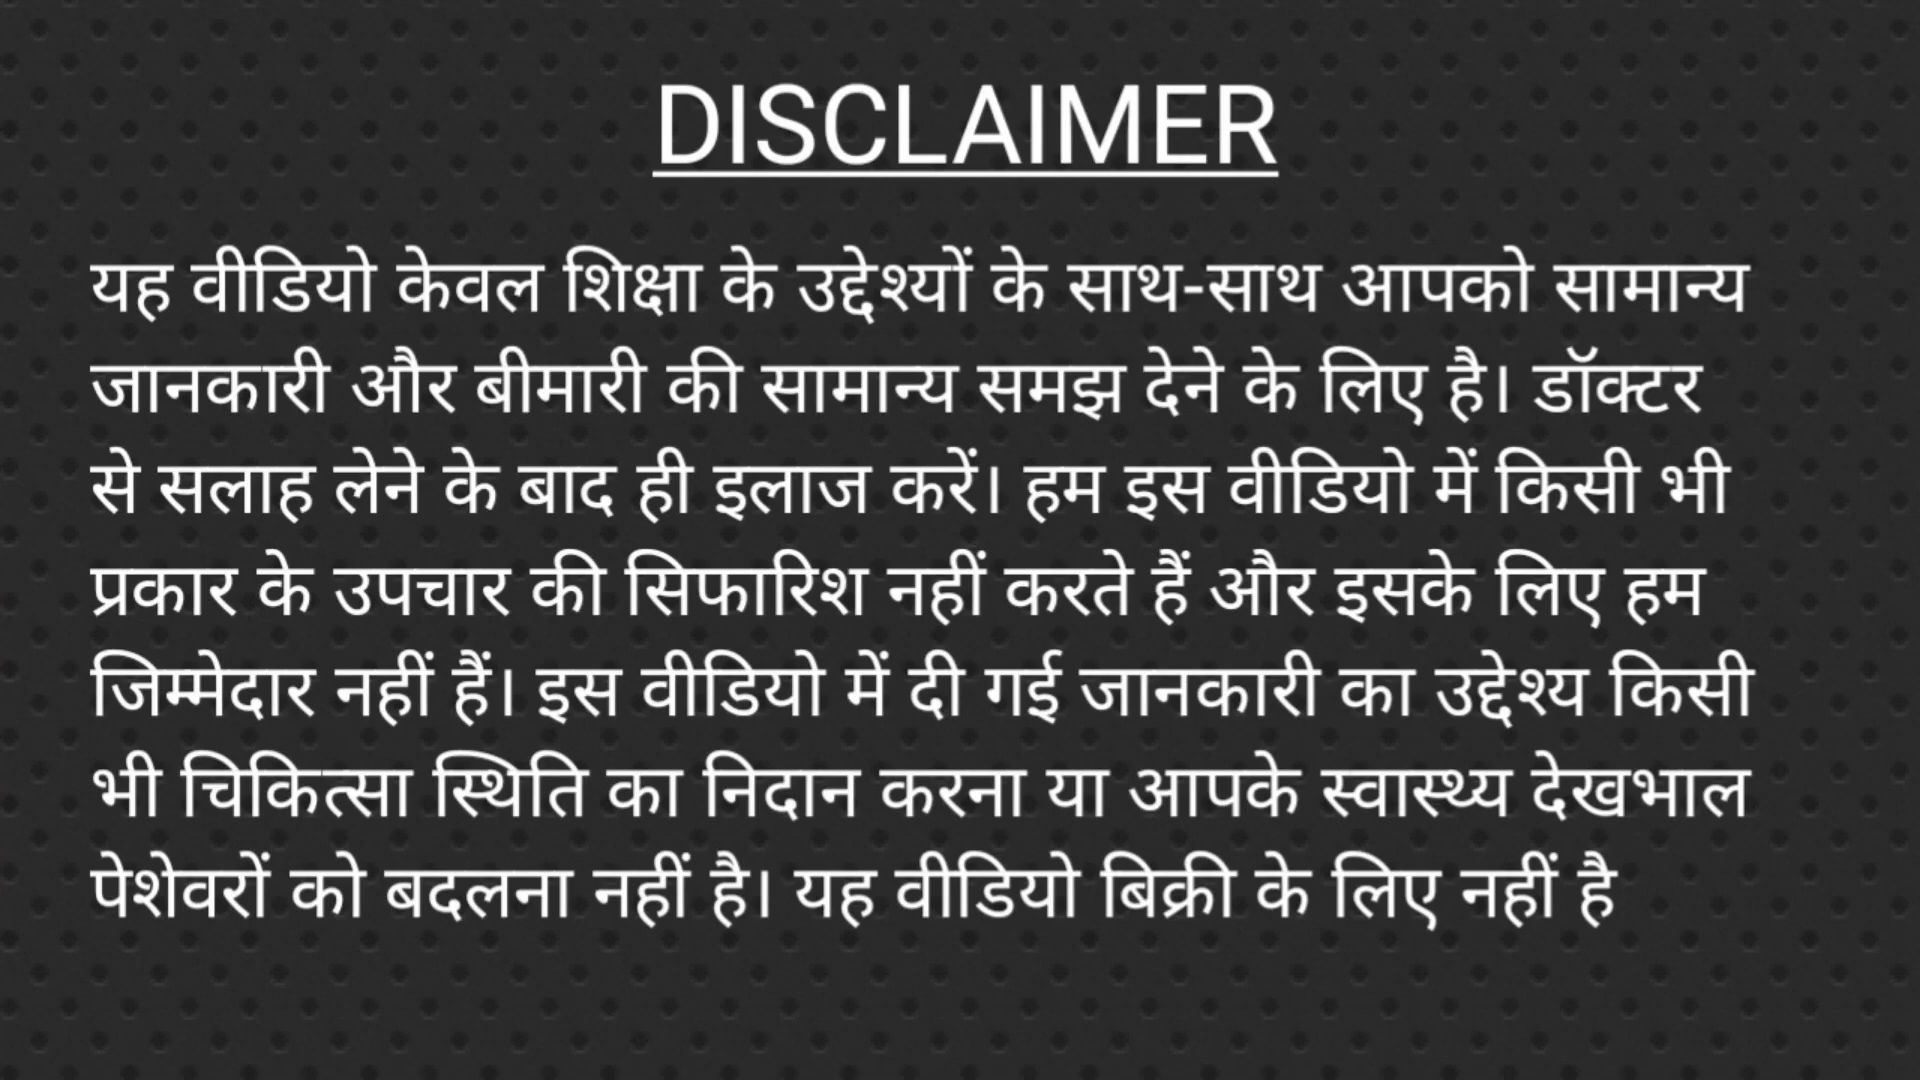 DISCLAIMER
यह वीडियो केवल शिक्षा के उद्देश्यों के साथ-साथ आपको सामान्य
जानकारी और बीमारी की सामान्य समझ देने के लिए है। डॉक्टर
से सलाह लेने के बाद ही इलाज करें। हम इस वीडियो में किसी भी
प्रकार के उपचार की सिफारिश नहीं करते हैं और इसके लिए हम
जिम्मेदार नहीं हैं। इस वीडियो में दी गई जानकारी का उद्देश्य किसी
भी चिकित्सा स्थिति का निदान करना या आपके स्वास्थ्य देखभाल
पेशेवरों को बदलना नहीं है। यह वीडियो बिक्री के लिए नहीं है